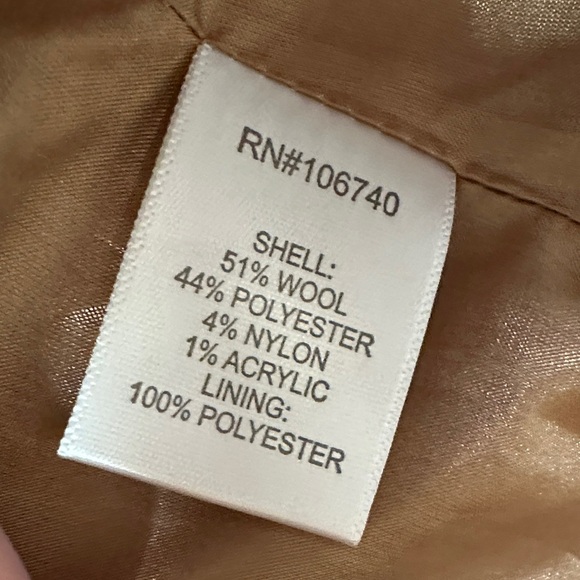 RN#106740
SHELL:
51% WOOL
44% POLYESTER
4% NYLON
1% ACRYLIC
LINING:
100% POLYESTER